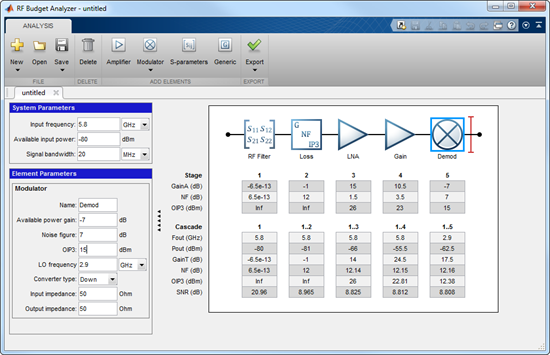 RF Budget Analyzer - untitled
ANALYSIS
New Open Save Delete Amplifier Modulator S-parameters Generic Export
FILE DELETE ADD ELEMENTS EXPORT
untitled
System Parameters
Input frequency: 5.8 GHz
Available input power: -80 dBm
Signal bandwidth: 20 MHz
Element Parameters
Modulator
Name: Demod
Available power gain: -7 dB
Noise figure: 7 dB
OIP3: 15 dBm
LO frequency 2.9 GHz
Converter type: Down
Input impedance: 50 Ohm
Output impedance: 50 Ohm
S11 S12
S21 S22
G
NF
IP3
RF Filter Loss LNA Gain Demod
Stage 1 2 3 4 5
GainA (dB) -6.5e-13 -1 15 10.5 -7
NF (dB) 6.5e-13 12 1.5 3.5 7
OIP3 (dBm) Inf Inf 26 23 15
Cascade 1 1..2 1..3 1..4 1..5
Fout (GHz) 5.8 5.8 5.8 5.8 2.9
Pout (dBm) -80 -81 -66 -55.5 -62.5
GainT (dB) -6.5e-13 -1 14 24.5 17.5
NF (dB) 6.5e-13 12 12.14 12.15 12.16
OIP3 (dBm) Inf Inf 26 22.81 12.38
SNR (dB) 20.96 8.965 8.825 8.812 8.808